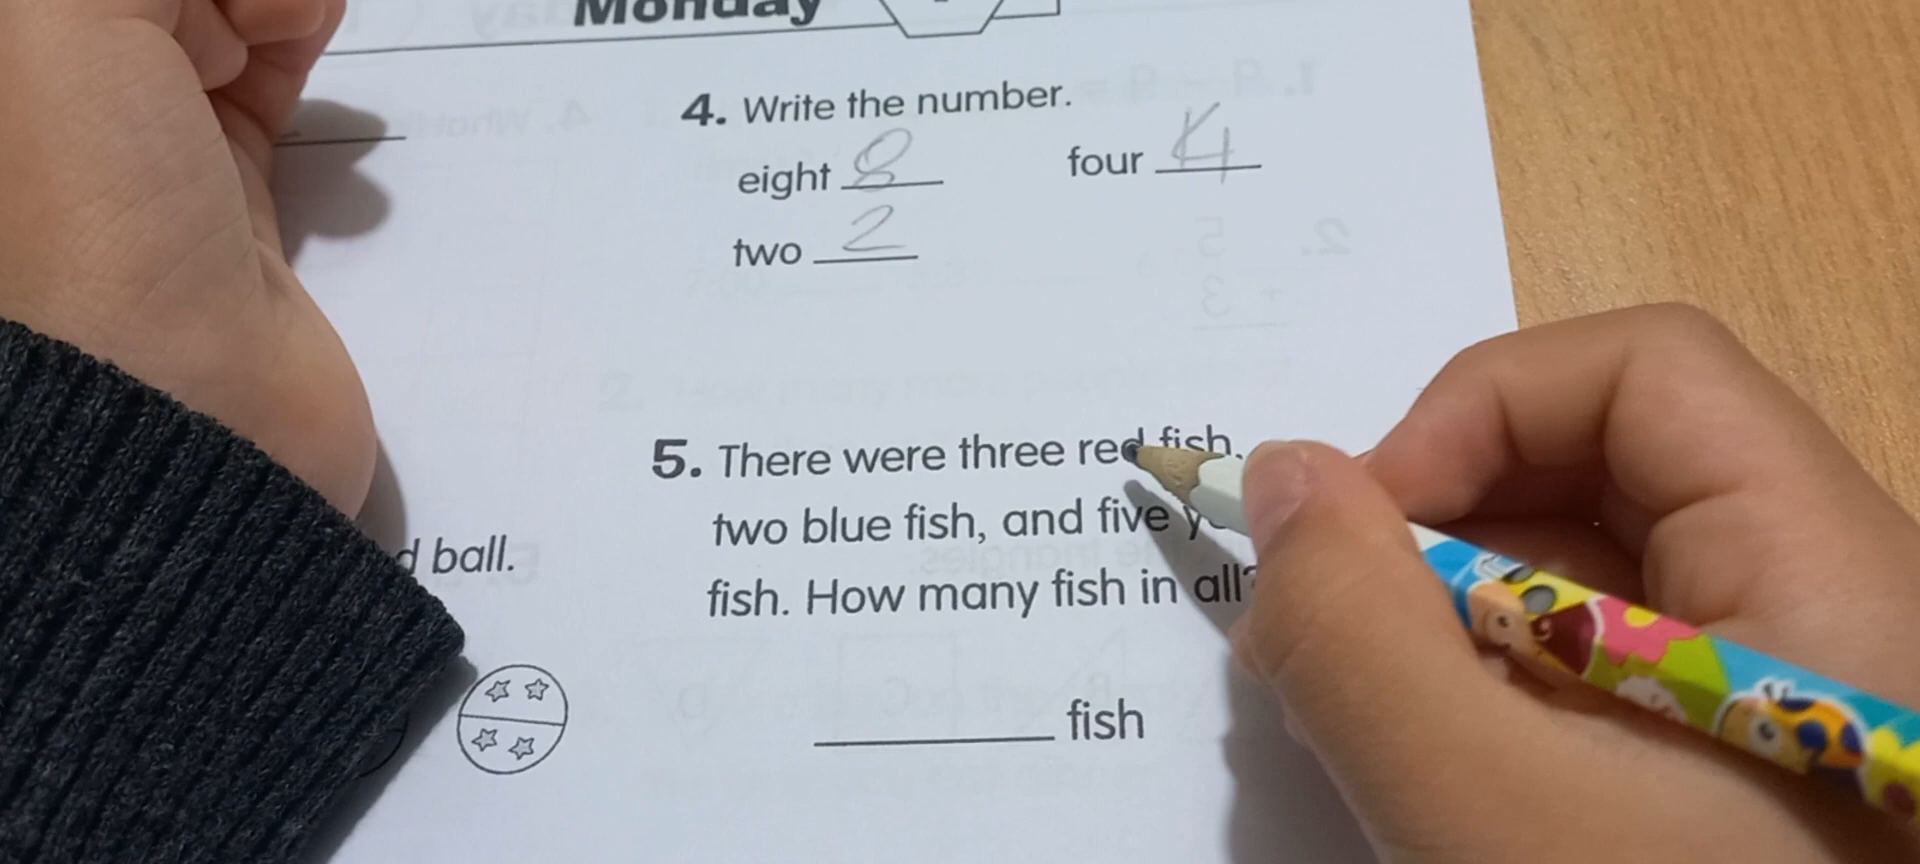 Monday
4. Write the number.
eight 8 four 4
two 2
5. There were three red fish,
two blue fish, and five
fish. How many fish in all?
fish
ball.